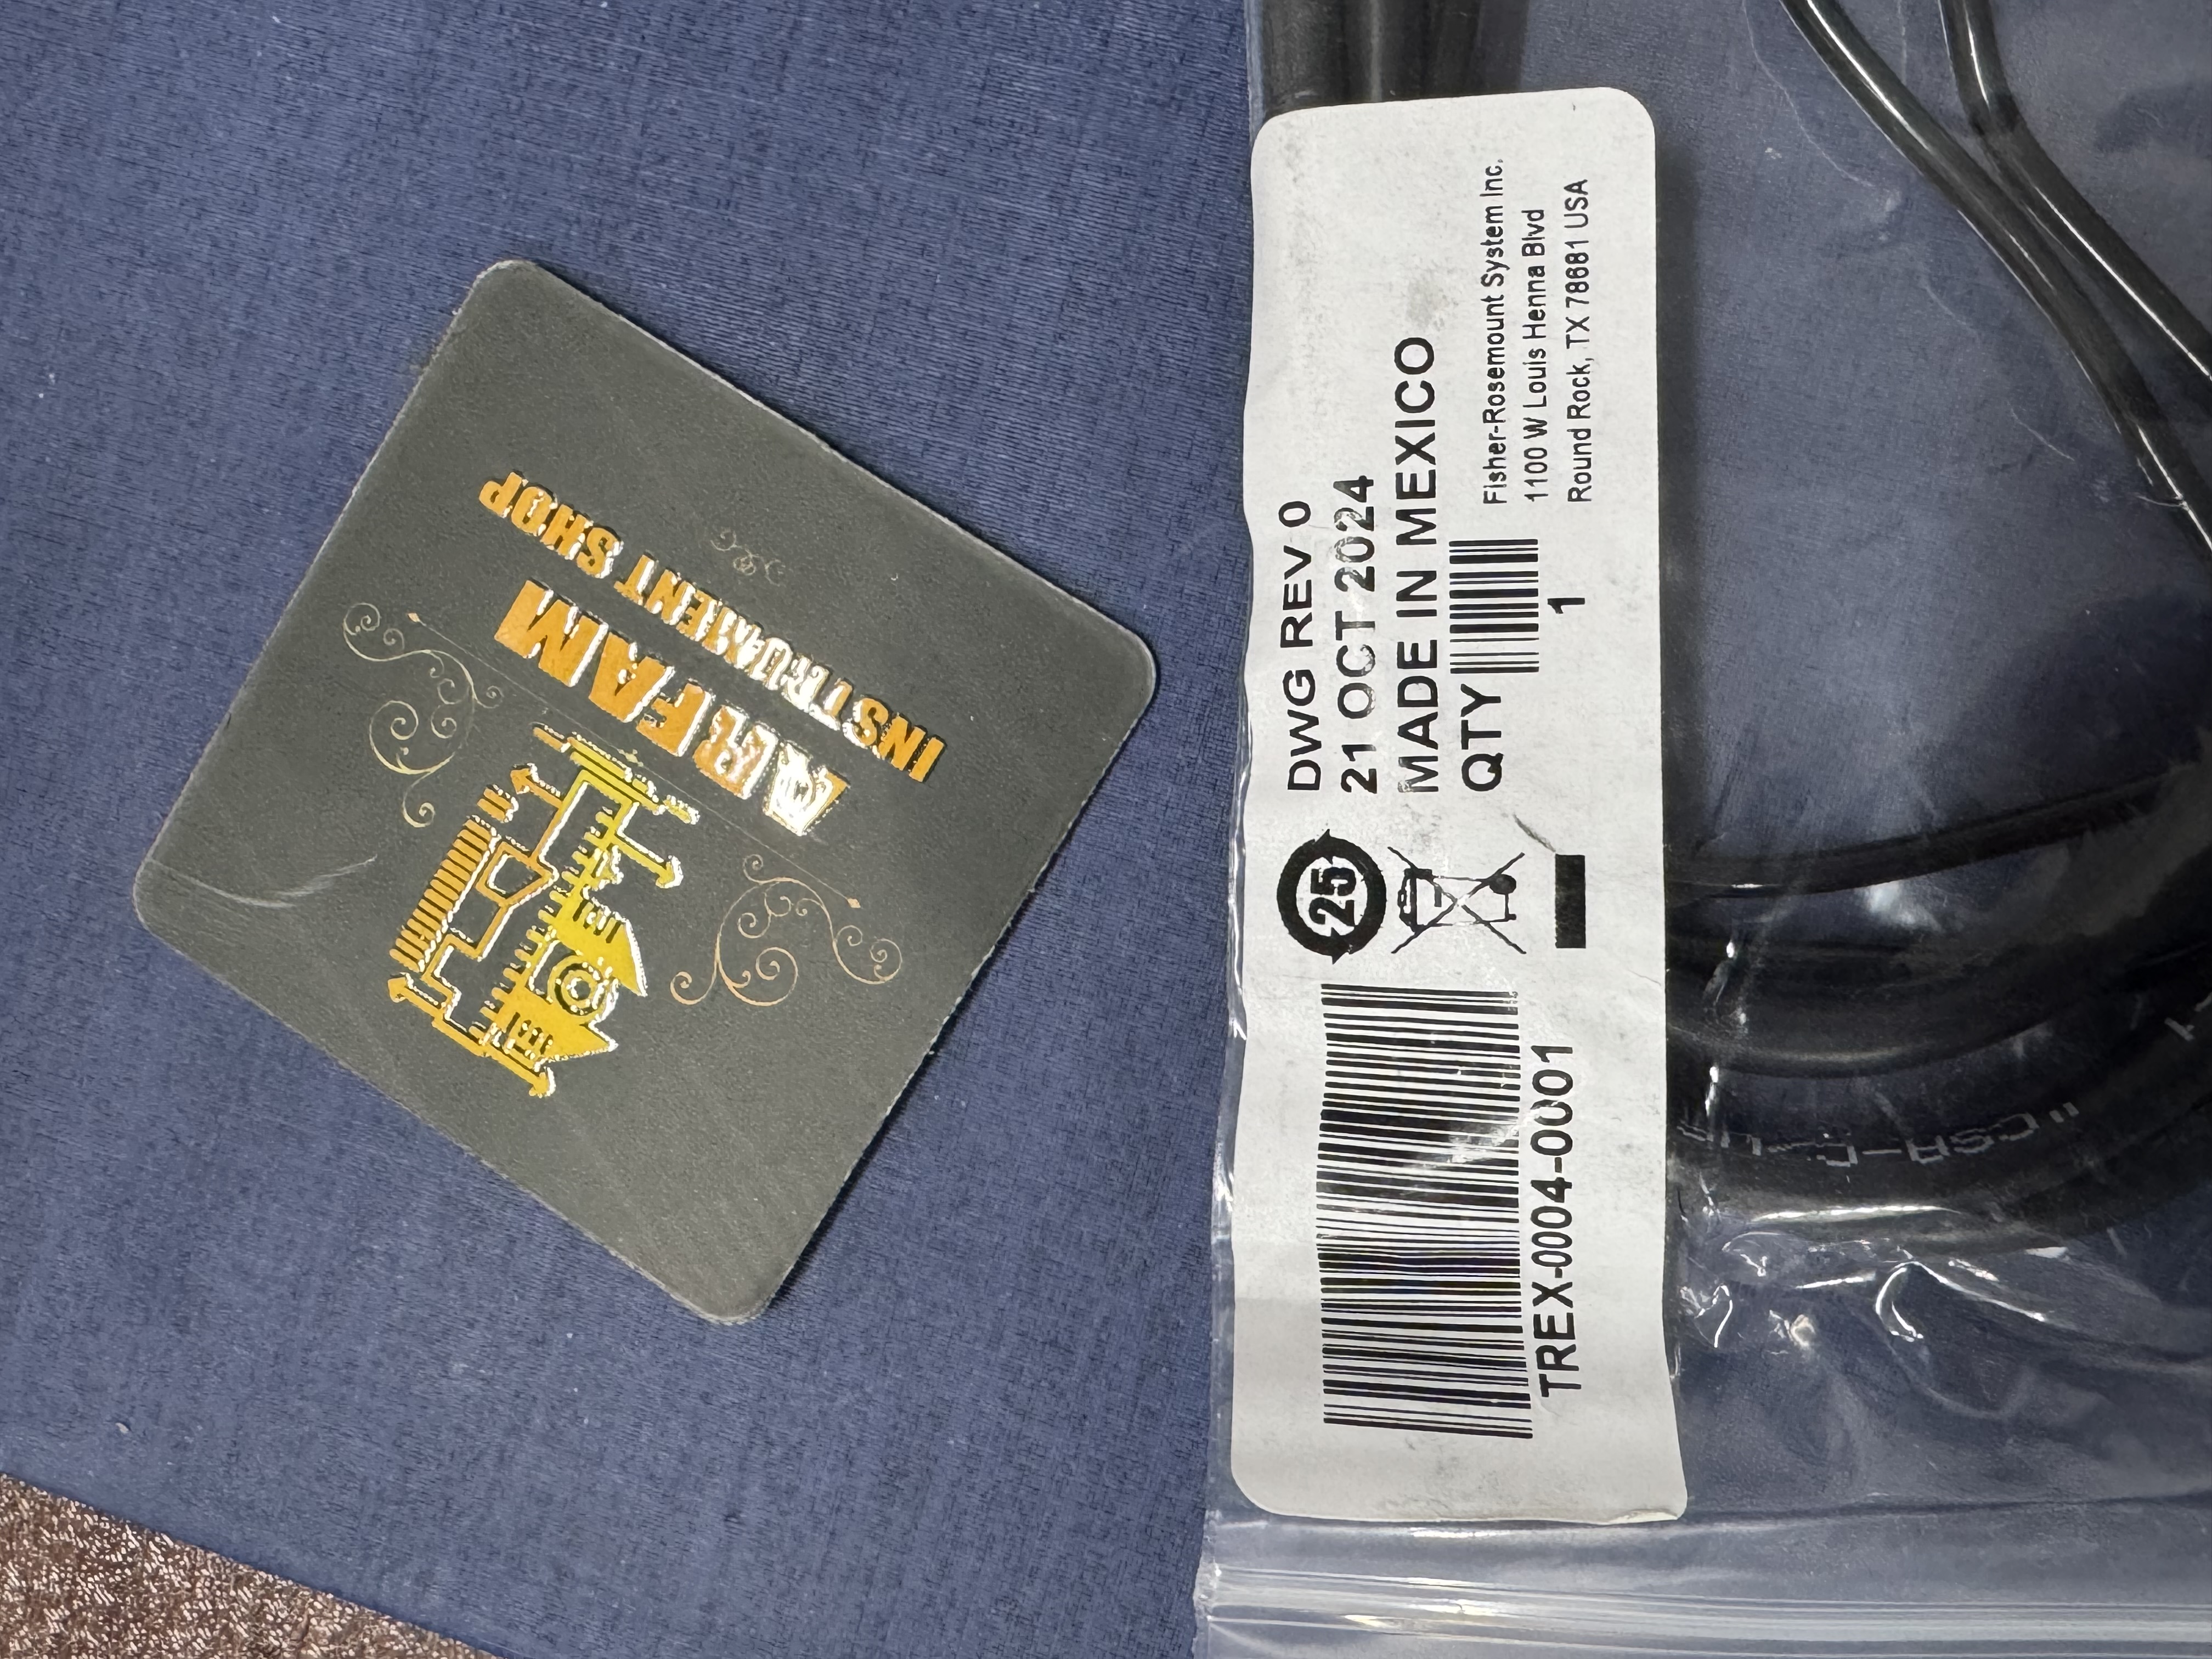 ARFAM
INSTRUMENT SHOP
TREX-0004-0001
25
DWG REV 0
21 OCT 2024
MADE IN MEXICO
QTY
1
Fisher-Rosemount System Inc.
1100 W Louis Henna Blvd
Round Rock, TX 78681 USA